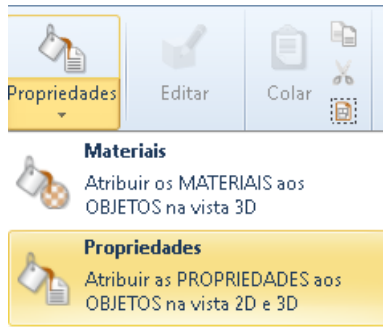 Propriedades
Editar
Colar
Materiais
Atribuir os MATERIAIS aos
OBJETOS na vista 3D
Propriedades
Atribuir as PROPRIEDADES aos
OBJETOS na vista 2D e 3D